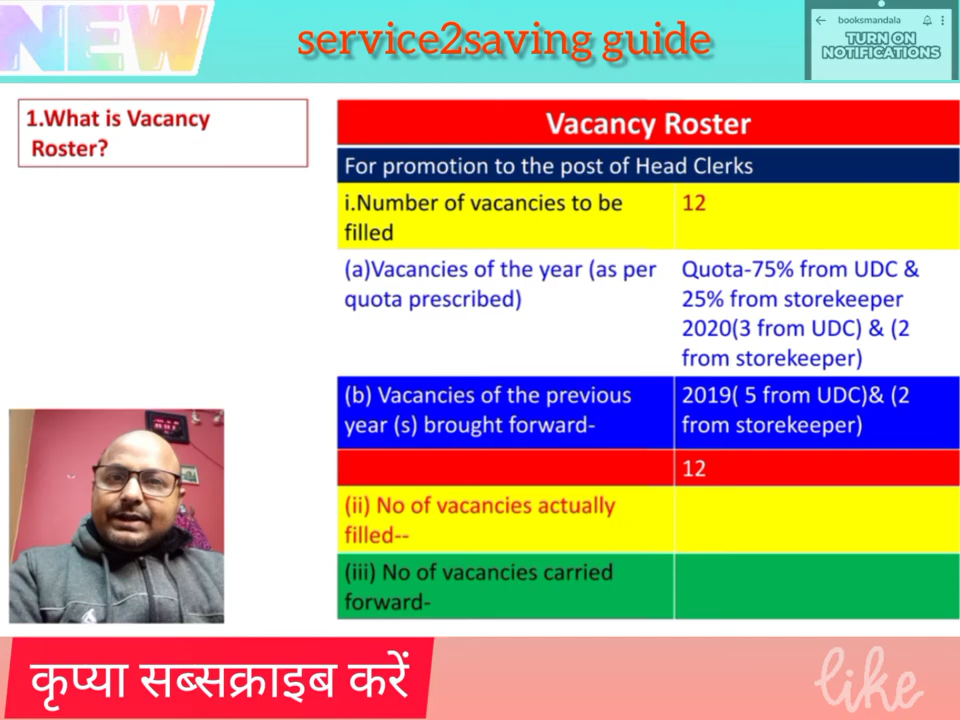 NEW
service2saving guide
booksmandala
TURN ON
NOTIFICATIONS
1.What is Vacancy
Roster?
Vacancy Roster
For promotion to the post of Head Clerks
i.Number of vacancies to be
filled
12
(a)Vacancies of the year (as per
quota prescribed)
Quota-75% from UDC &
25% from storekeeper
2020(3 from UDC) & (2
from storekeeper)
(b) Vacancies of the previous
year (s) brought forward-
2019( 5 from UDC)& (2
from storekeeper)
12
(ii) No of vacancies actually
filled--
(iii) No of vacancies carried
forward-
कृप्या सब्सक्राइब करें
like